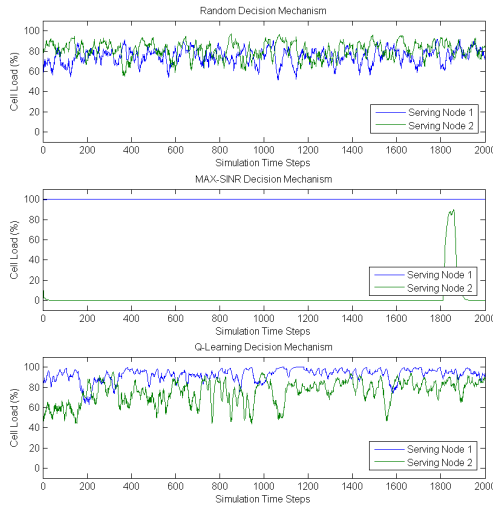 Random Decision Mechanism
100
80
60
40
20
0
Cell Load (%)
Serving Node 1
Serving Node 2
0 200 400 600 800 1000 1200 1400 1600 1800 2000
Simulation Time Steps
MAX-SINR Decision Mechanism
100
80
60
40
20
0
Cell Load (%)
Serving Node 1
Serving Node 2
0 200 400 600 800 1000 1200 1400 1600 1800 2000
Simulation Time Steps
Q-Learning Decision Mechanism
100
80
60
40
20
0
Cell Load (%)
Serving Node 1
Serving Node 2
0 200 400 600 800 1000 1200 1400 1600 1800 2000
Simulation Time Steps